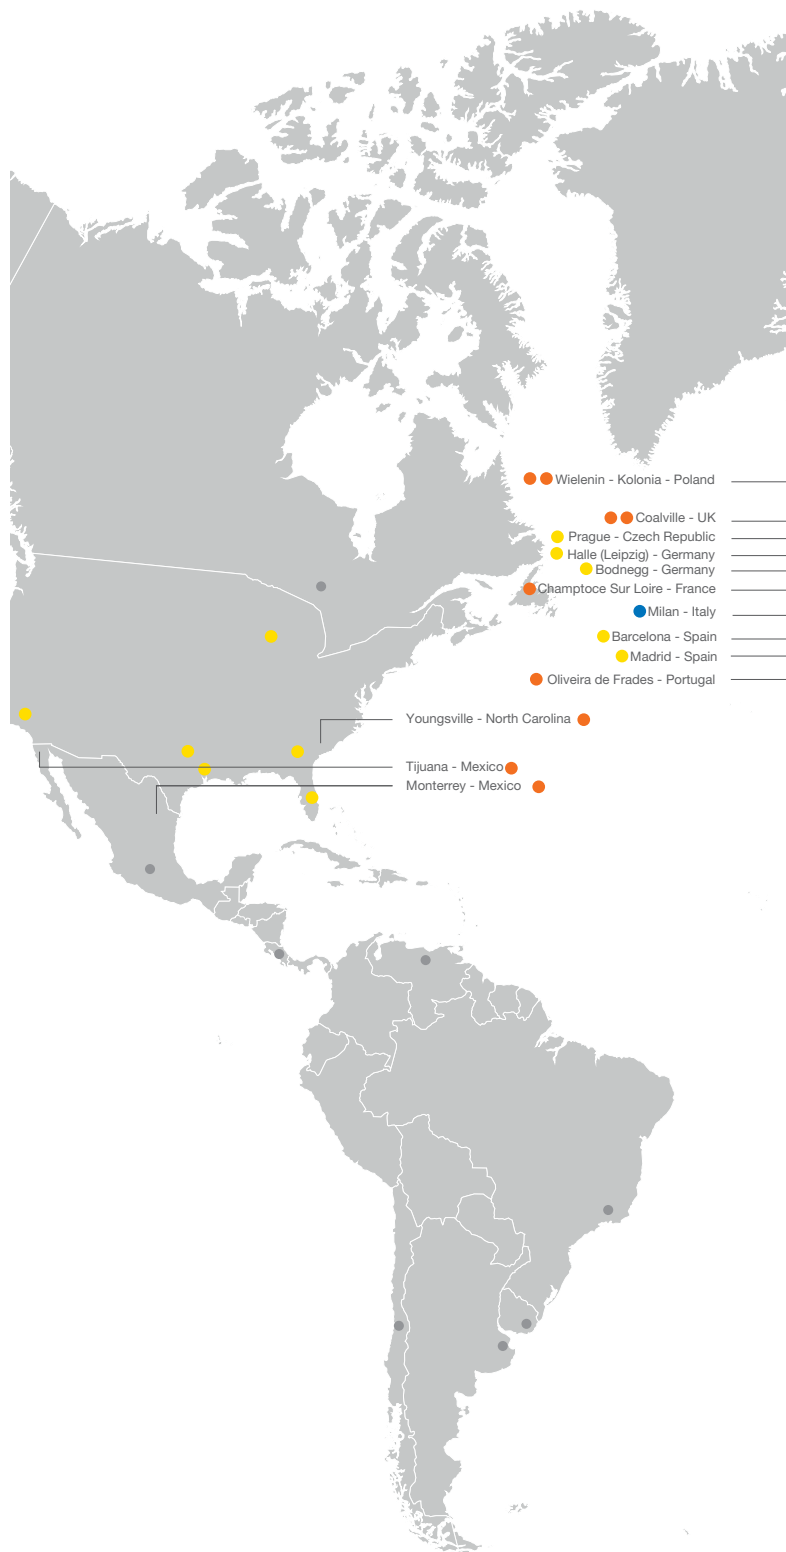 Wielenin - Kolonia - Poland
Coalville - UK
Prague - Czech Republic
Halle (Leipzig) - Germany
Bodnegg - Germany
Champtoce Sur Loire - France
Milan - Italy
Barcelona - Spain
Madrid - Spain
Oliveira de Frades - Portugal
Youngsville - North Carolina
Tijuana - Mexico
Monterrey - Mexico